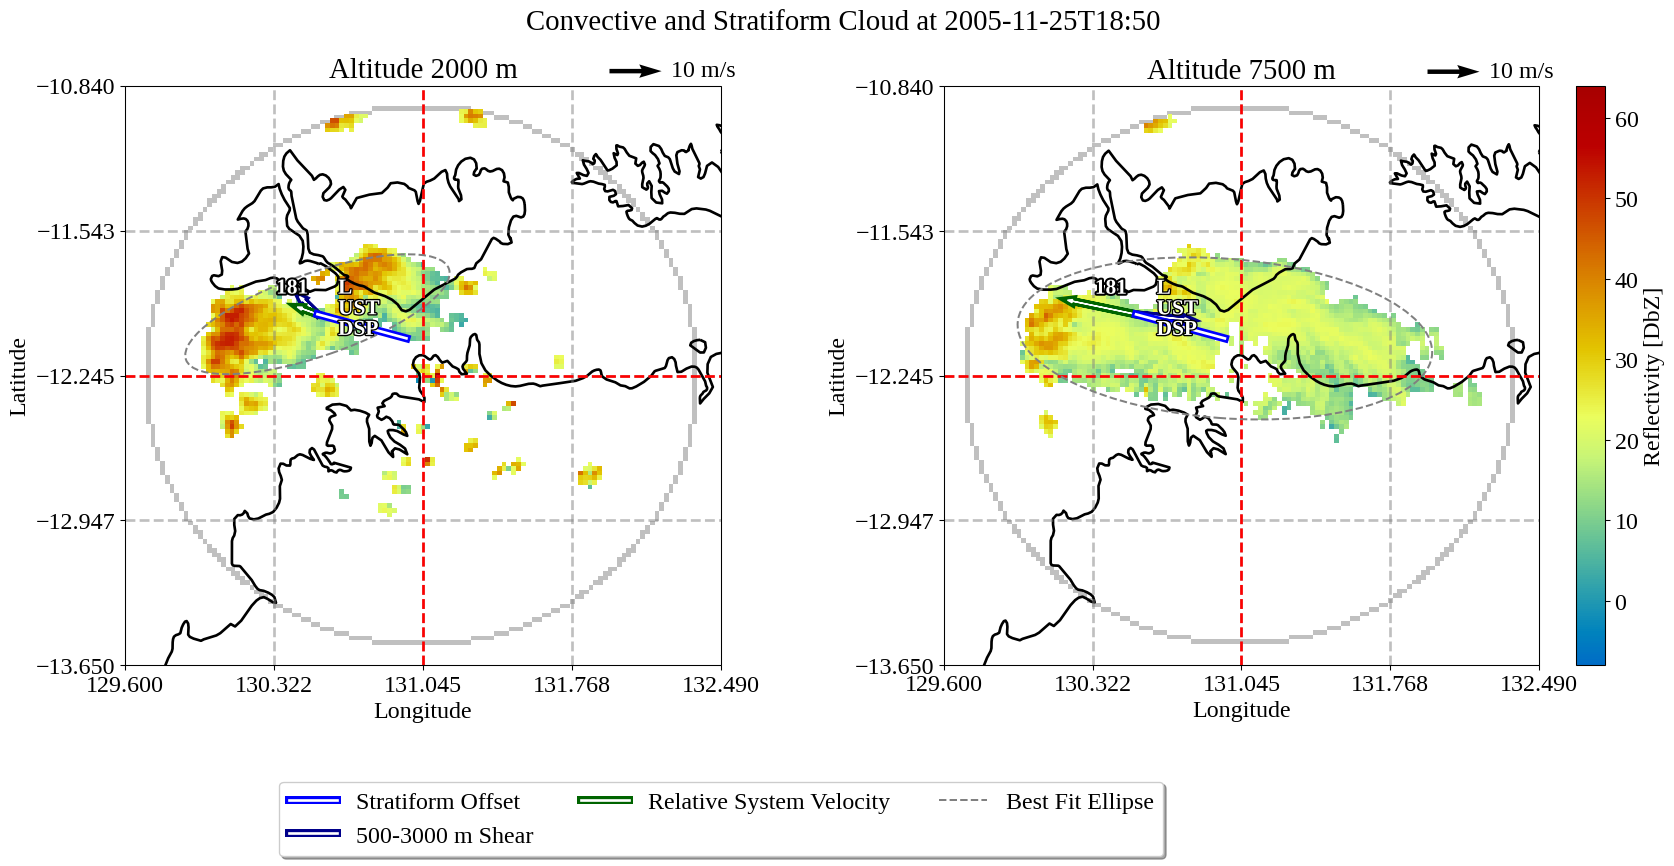 Convective and Stratiform Cloud at 2005-11-25T18:50
Altitude 2000 m
10 m/s
−10.840
−11.543
−12.245
−12.947
−13.650
Latitude
181
L
UST
DSP
129.600
130.322
131.045
131.768
132.490
Longitude
Altitude 7500 m
10 m/s
−10.840
−11.543
−12.245
−12.947
−13.650
Latitude
181
L
UST
DSP
129.600
130.322
131.045
131.768
132.490
Longitude
60
50
40
30
20
10
0
Reflectivity [DbZ]
Stratiform Offset
Relative System Velocity
Best Fit Ellipse
500-3000 m Shear